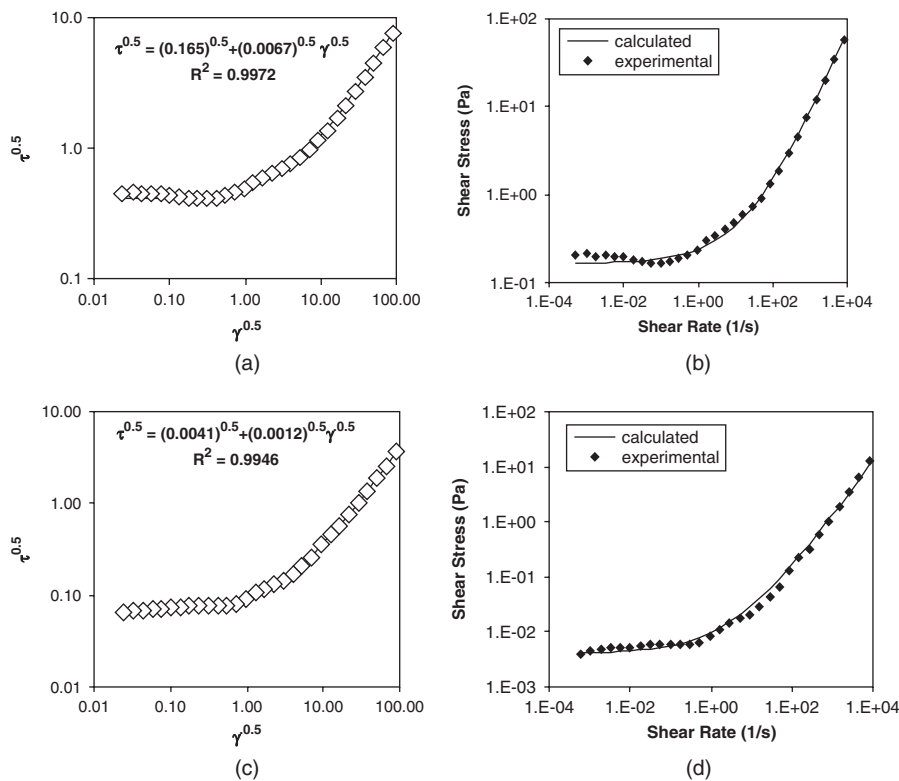 τ^0.5 = (0.165)^0.5+(0.0067)^0.5 γ^0.5
R^2 = 0.9972
10.0
1.0
0.1
τ^0.5
0.01 0.10 1.00 10.00 100.00
γ^0.5
(a)
calculated
experimental
1.E+02
1.E+01
1.E+00
1.E-01
Shear Stress (Pa)
1.E-04 1.E-02 1.E+00 1.E+02 1.E+04
Shear Rate (1/s)
(b)
τ^0.5 = (0.0041)^0.5+(0.0012)^0.5γ^0.5
R^2 = 0.9946
10.00
1.00
0.10
0.01
τ^0.5
0.01 0.10 1.00 10.00 100.00
γ^0.5
(c)
calculated
experimental
1.E+02
1.E+01
1.E+00
1.E-01
1.E-02
1.E-03
Shear Stress (Pa)
1.E-04 1.E-02 1.E+00 1.E+02 1.E+04
Shear Rate (1/s)
(d)